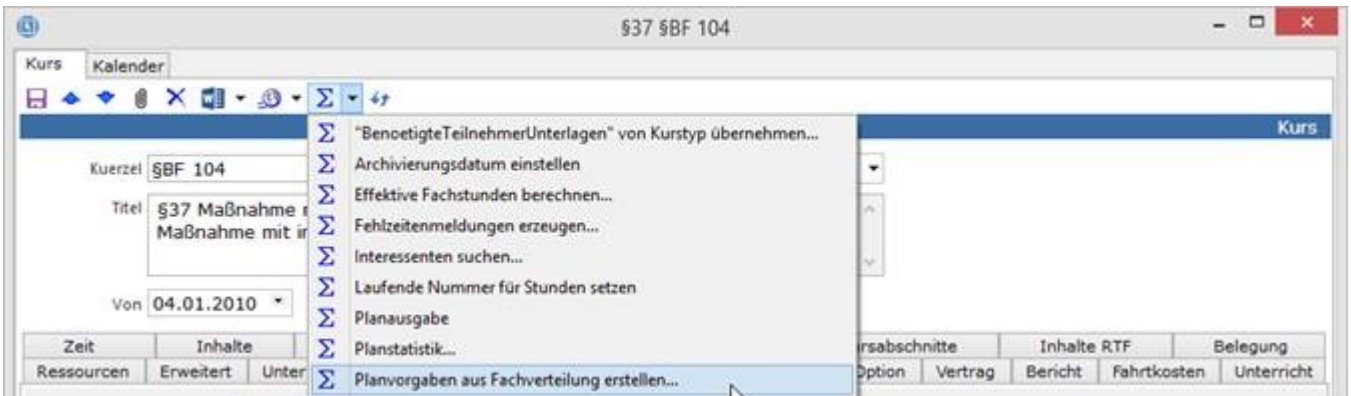 §37 §BF 104
Kurs Kalender
Kurs
"BenoetigteTeilnehmerUnterlagen" von Kurstyp übernehmen...
Kuerzel §BF 104
Archivierungsdatum einstellen
Effektive Fachstunden berechnen...
Titel §37 Maßnahme
Maßnahme mit
Fehlzeitenmeldungen erzeugen...
Interessenten suchen...
Laufende Nummer für Stunden setzen
Von 04.01.2010
Planausgabe
Zeit Inhalte Planstatistik... rsabschnitte Inhalte RTF Belegung
Ressourcen Erweitert Unter Planvorgaben aus Fachverteilung erstellen... Option Vertrag Bericht Fahrtkosten Unterricht